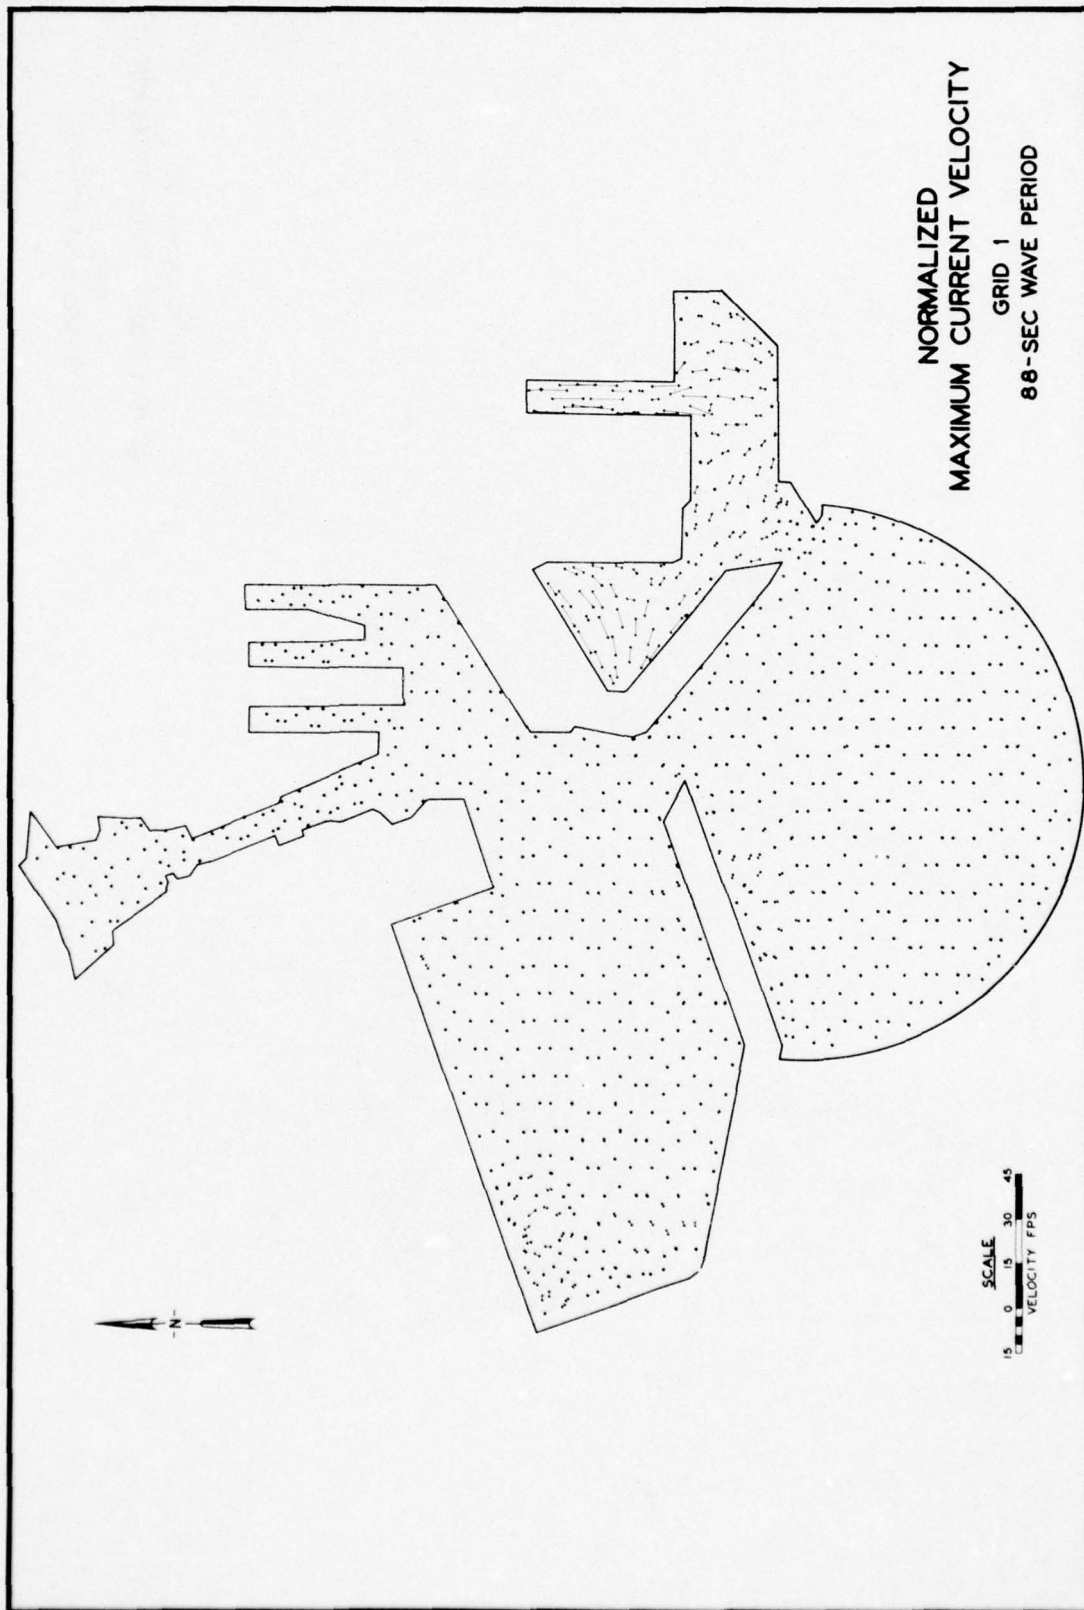 NORMALIZED
MAXIMUM CURRENT VELOCITY
GRID 1
88-SEC WAVE PERIOD
-N-
SCALE
15 0 15 30 45
VELOCITY FPS